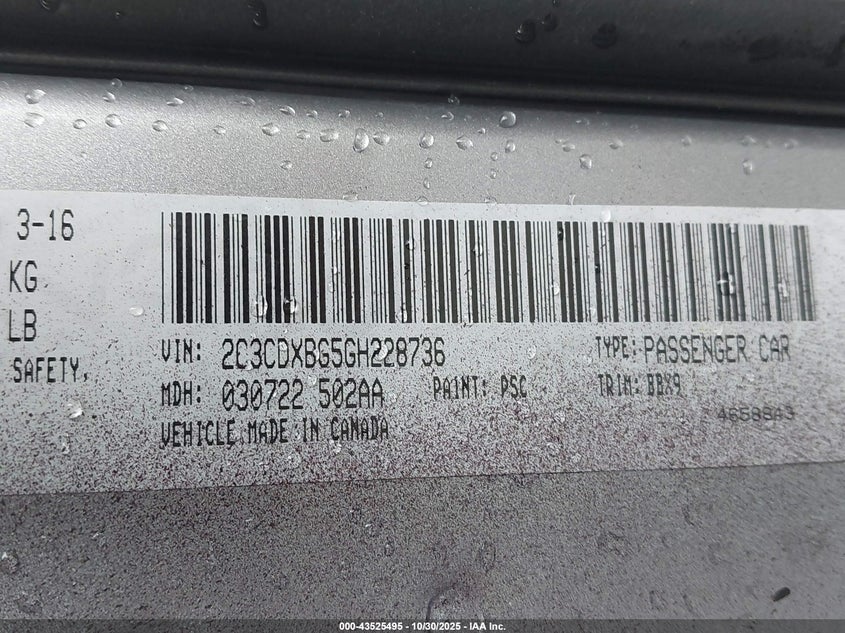 3-16
KG
LB
SAFETY,
VIN: 2C3CDXBG5GH228736
TYPE: PASSENGER CAR
MDH: 030722 502AA
PAINT: PSC
TRIM: BBX9
VEHICLE MADE IN CANADA
000-43525495 - 10/30/2025 - IAA Inc.